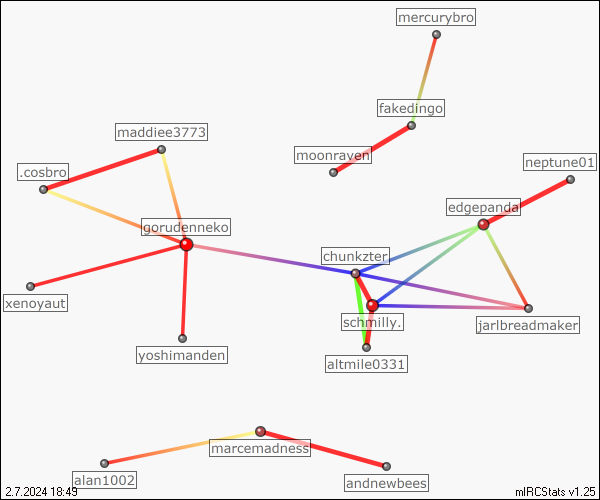 mercurybro
fakedingo
maddiee3773
moonraven
neptune01
.cosbro
edgepanda
gorudenneko
chunkzter
xenoyaut
schmilly.
jarlbreadmaker
yoshimanden
altmile0331
marcemadness
alan1002
andnewbees
2.7.2024 18:49
mIRCStats v1.25